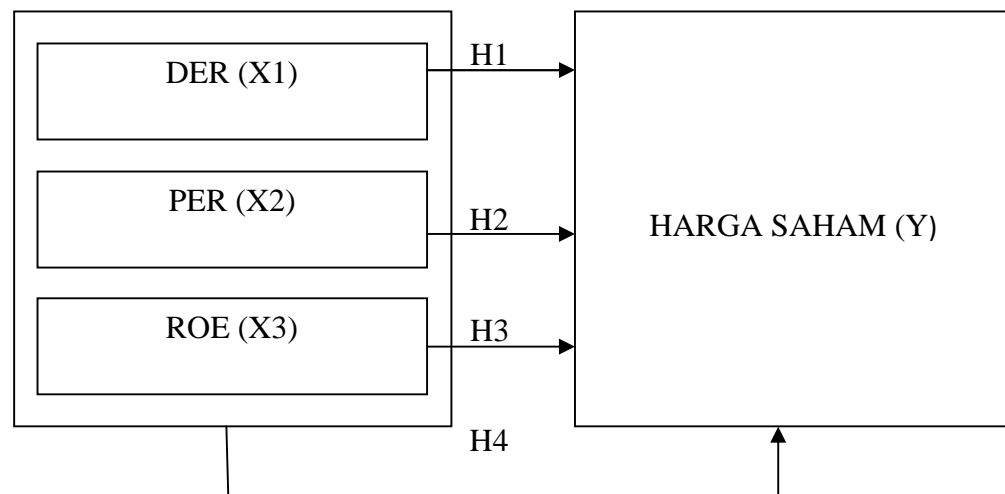 DER (X1)
H1
PER (X2)
H2
HARGA SAHAM (Y)
ROE (X3)
H3
H4